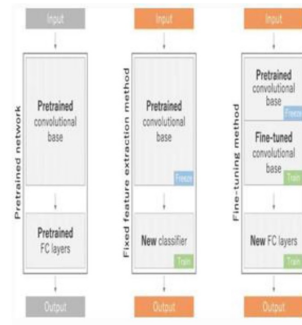 Input
Input
Input
Pretrained network
Pretrained
convolutional
base
Pretrained
FC layers
Output
Fixed feature extraction method
Pretrained
convolutional
base
Freeze
New classifier
Train
Output
Fine-tuning method
Pretrained
convolutional
base
Freeze
Fine-tuned
convolutional
base
Train
New FC layers
Train
Output